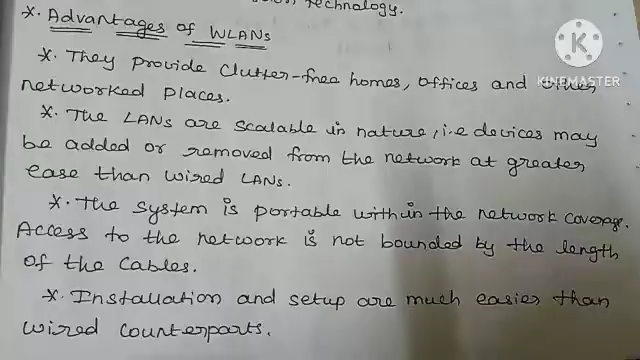 technology.
*. Advantages of WLANs
*. They provide Clutter-free homes, offices and other
networked places.
*. The LANs are scalable in nature, i.e devices may
be added or removed from the network at greater
ease than wired LANs.
*. The system is portable within the network coverage.
Access to the network is not bounded by the length
of the cables.
*. Installation and setup are much easier than
wired counterparts.
K
KINEMASTER